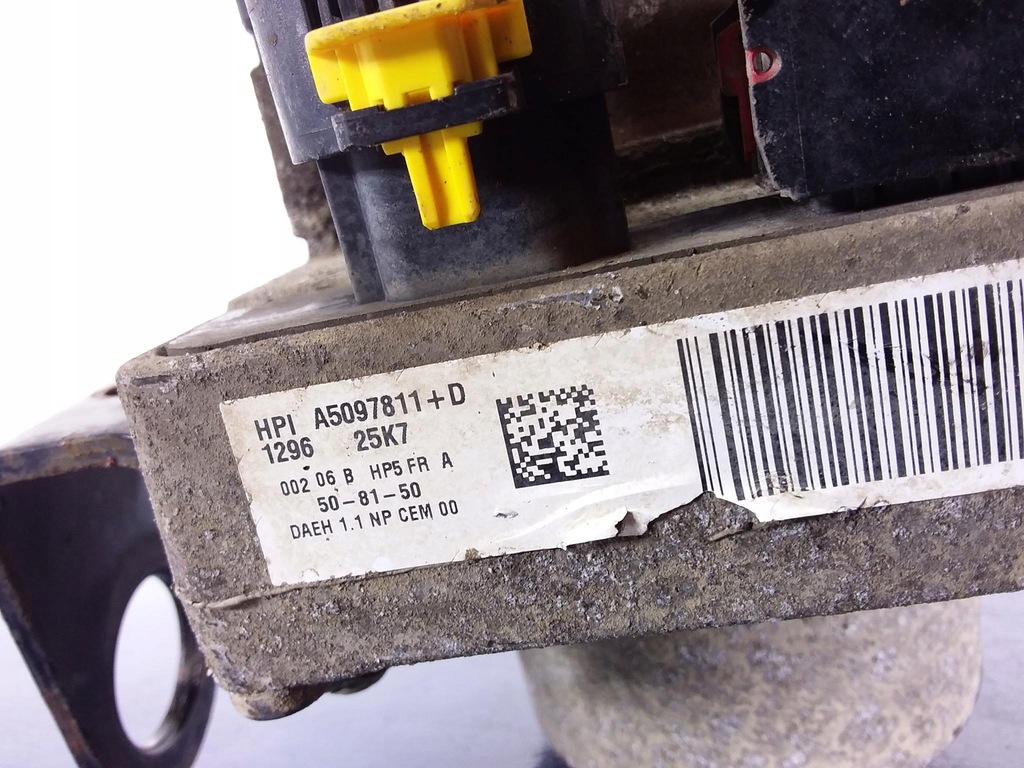 HPI A5097811+D
1296 25K7
002 06 B HP5 FR A
50-81-50
DAEH 1.1 NP CEM 00